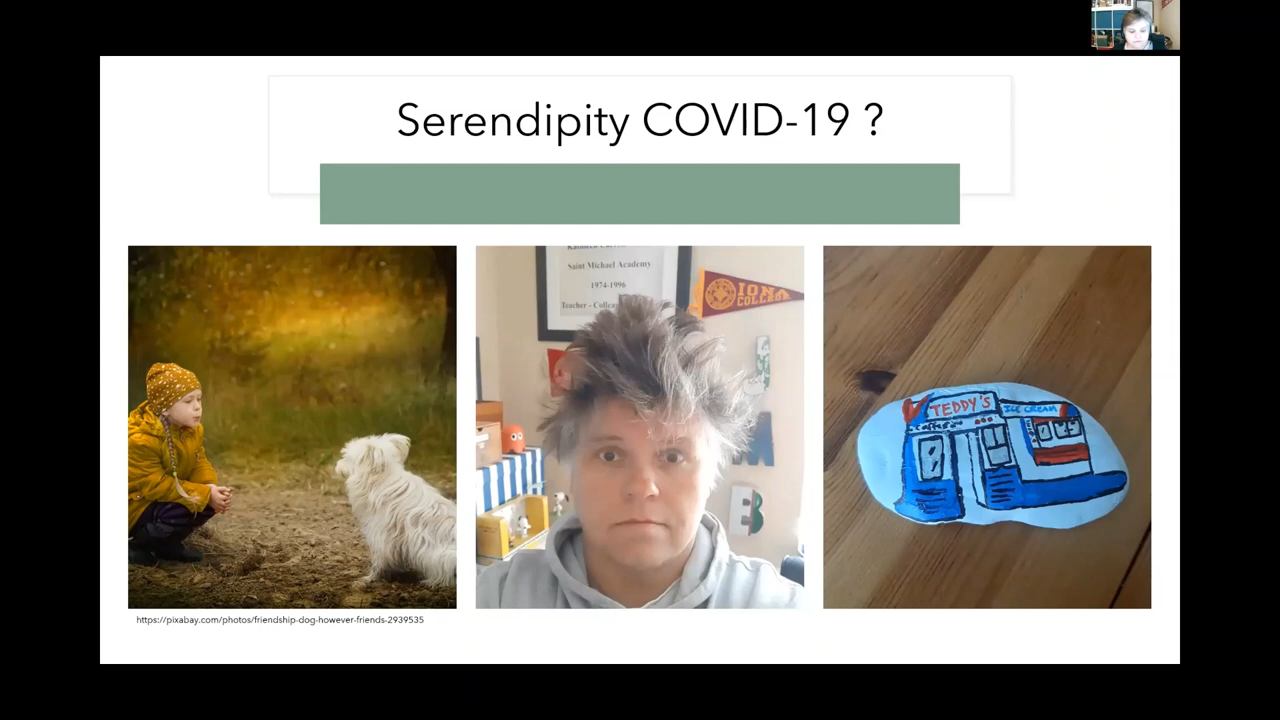 Serendipity COVID-19 ?
Saint Michael Academy
1974-1996
Teacher -
IONA
COLLEGE
TEDDY'S
ICE CREAM
https://pixabay.com/photos/friendship-dog-however-friends-2939535